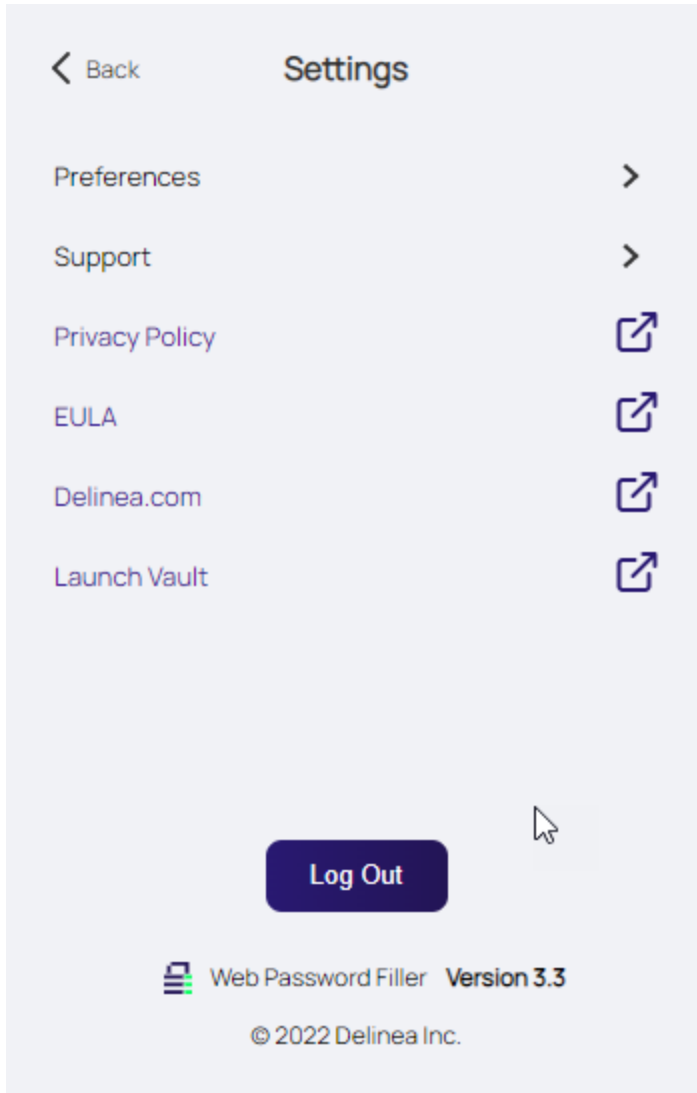 Back Settings
Preferences
Support
Privacy Policy
EULA
Delinea.com
Launch Vault
Log Out
Web Password Filler Version 3.3
© 2022 Delinea Inc.